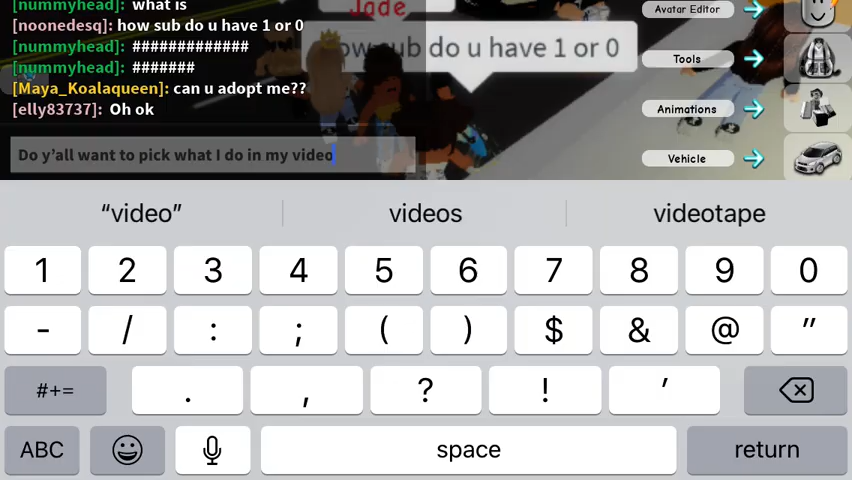 [nummyhead]: what is
[noonedesq]: how sub do u have 1 or 0
[nummyhead]: #############
[nummyhead]: #######
[Maya_Koalaqueen]: can u adopt me??
[elly83737]: Oh ok
Jade
ow sub do u have 1 or 0
Avatar Editor
Tools
Animations
Vehicle
Do y’all want to pick what I do in my video
“video” videos videotape
1 2 3 4 5 6 7 8 9 0
- / : ; ( ) $ & @ ”
#+= . , ? ! ’
ABC space return